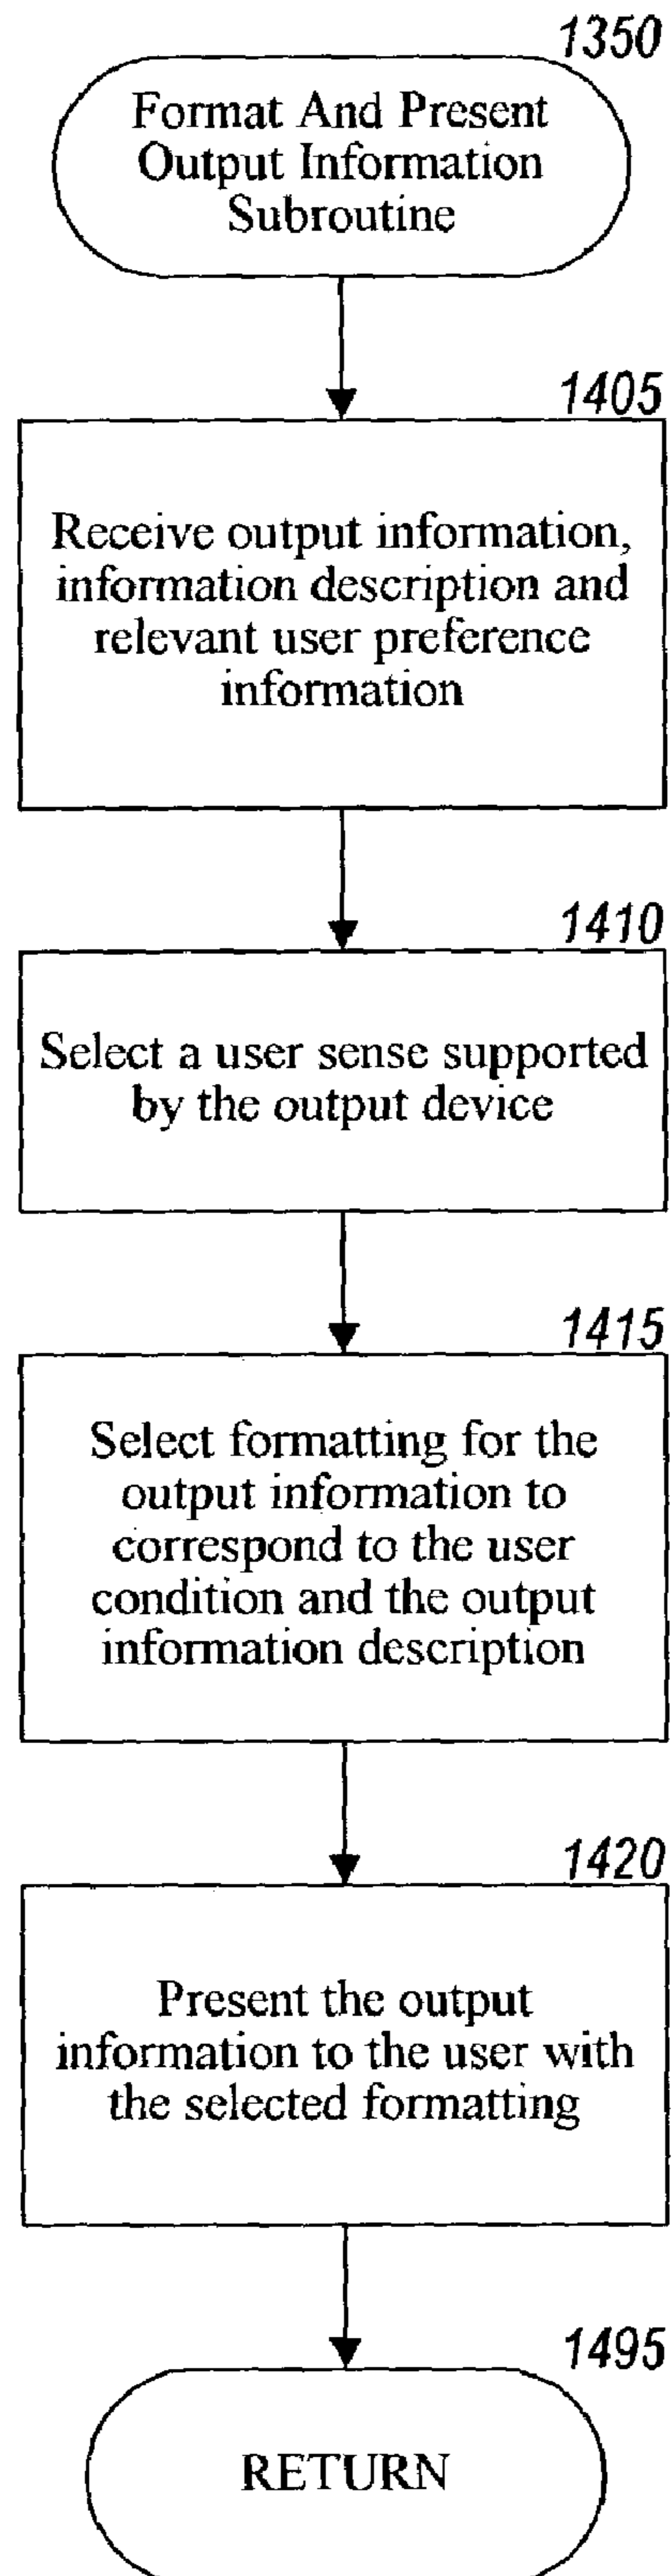 1350
Format And Present
Output Information
Subroutine
1405
Receive output information,
information description and
relevant user preference
information
1410
Select a user sense supported
by the output device
1415
Select formatting for the
output information to
correspond to the user
condition and the output
information description
1420
Present the output
information to the user with
the selected formatting
1495
RETURN